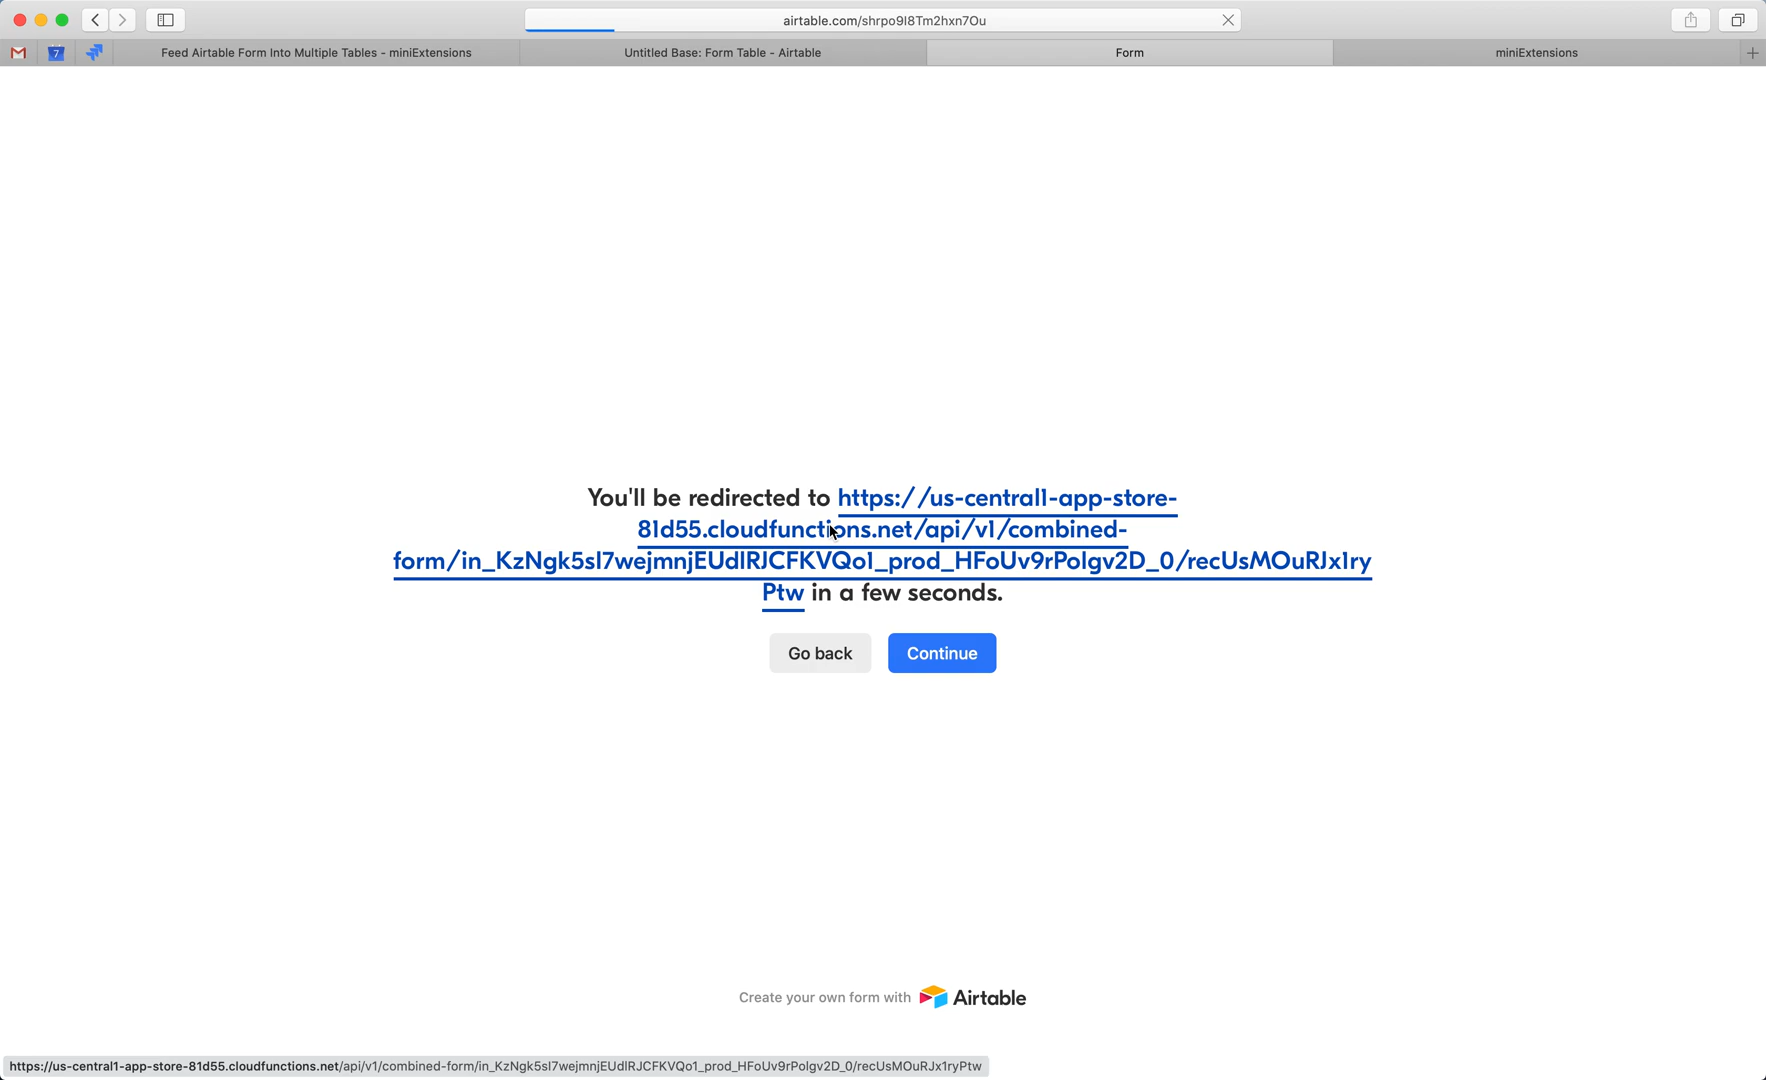 airtable.com/shrpo9l8Tm2hxn7Ou
7
Feed Airtable Form Into Multiple Tables - miniExtensions
Untitled Base: Form Table - Airtable
Form
miniExtensions
You'll be redirected to https://us-central1-app-store-
81d55.cloudfunctions.net/api/v1/combined-
form/in_KzNgk5sI7wejmnjEUdlRJCFKVQo1_prod_HFoUv9rPolgv2D_0/recUsMOuRJx1ry
Ptw in a few seconds.
Go back
Continue
Create your own form with Airtable
https://us-central1-app-store-81d55.cloudfunctions.net/api/v1/combined-form/in_KzNgk5sI7wejmnjEUdlRJCFKVQo1_prod_HFoUv9rPolgv2D_0/recUsMOuRJx1ryPtw